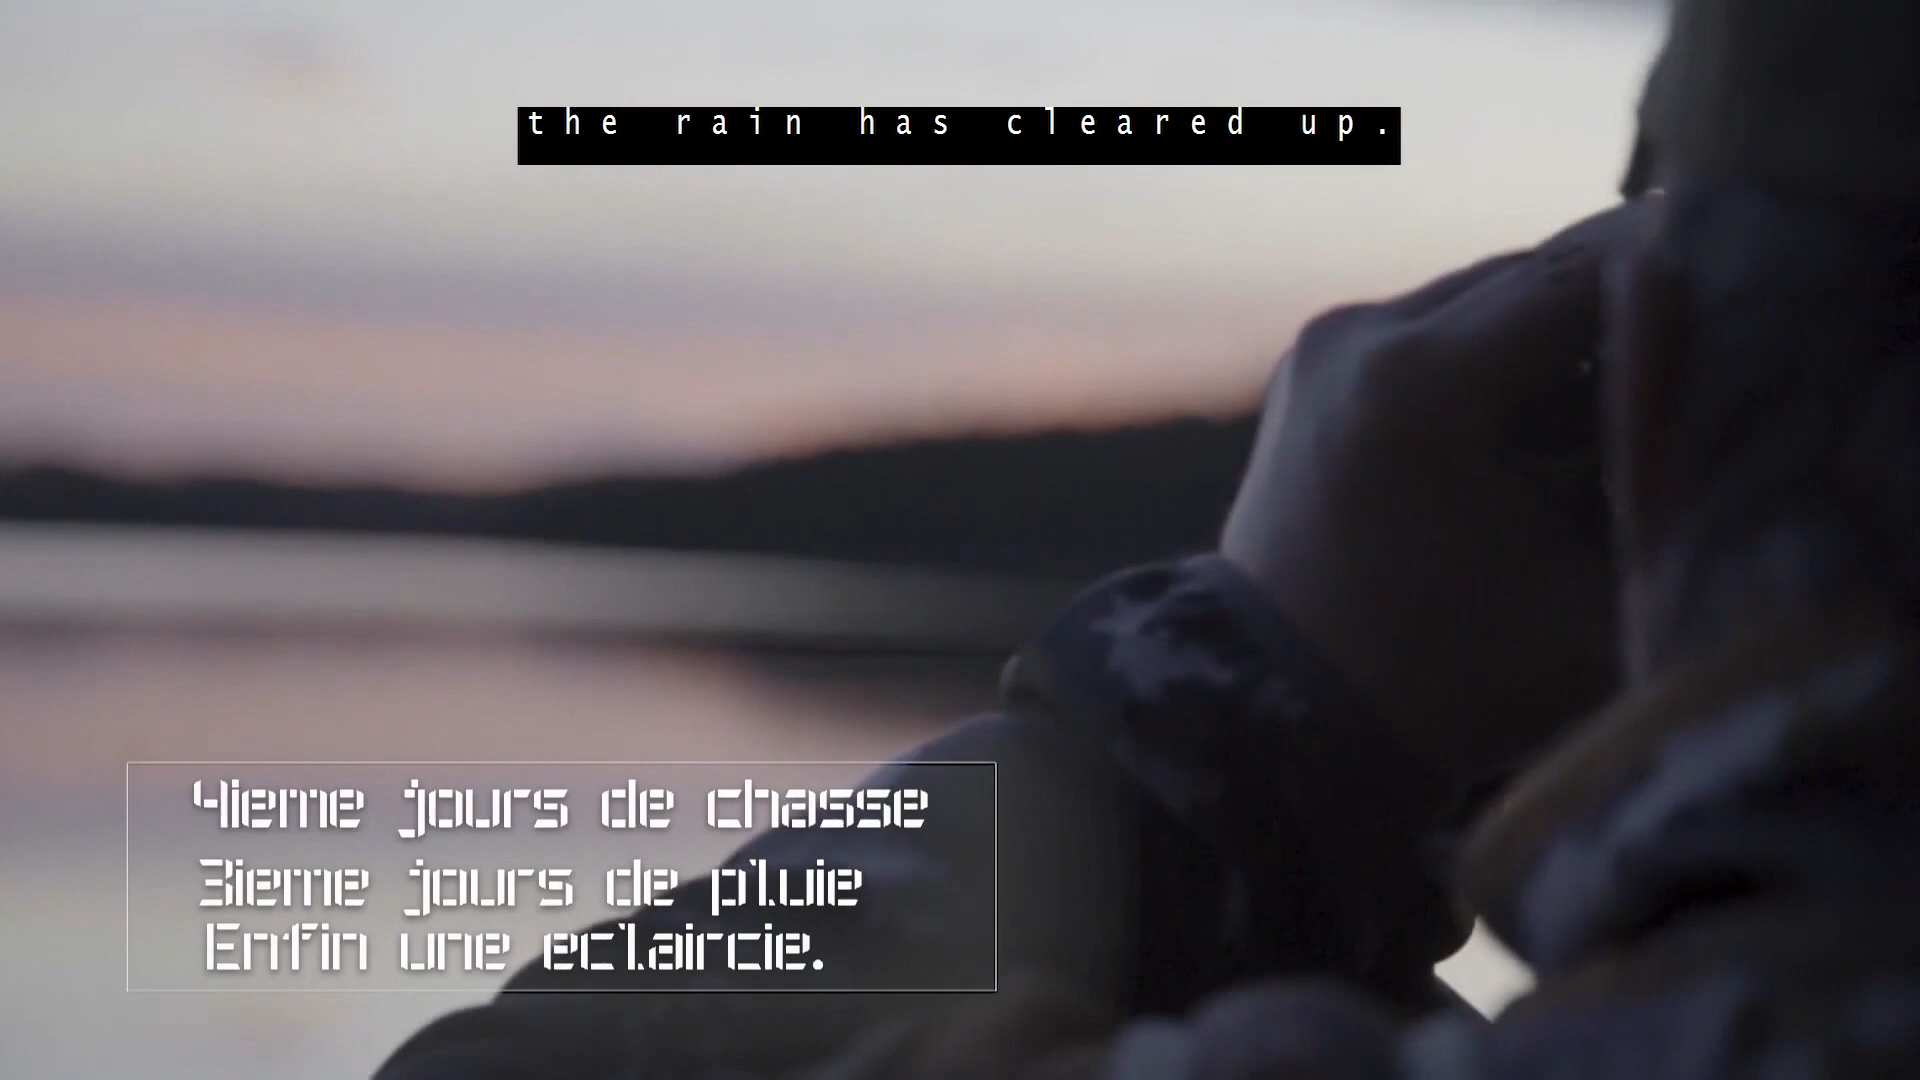 the rain has cleared up.
4ieme jours de chasse
3ieme jours de pluie
Enfin une eclaircie.